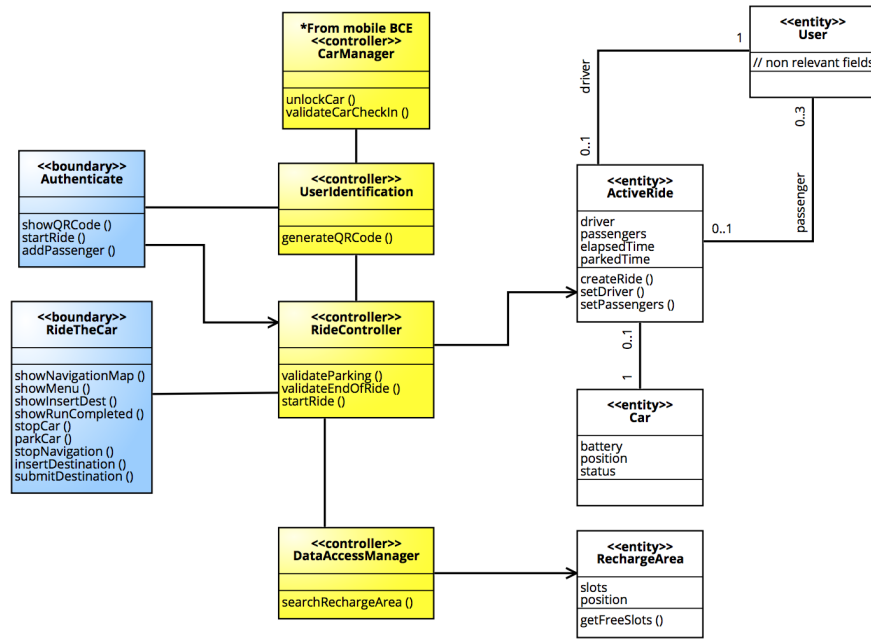 *From mobile BCE
<<controller>>
CarManager
unlockCar ()
validateCarCheckIn ()
<<entity>>
User
// non relevant fields
1
0..3
driver
0..1
passenger
0..1
<<boundary>>
Authenticate
showQRCode ()
startRide ()
addPassenger ()
<<controller>>
UserIdentification
generateQRCode ()
<<entity>>
ActiveRide
driver
passengers
elapsedTime
parkedTime
createRide ()
setDriver ()
setPassengers ()
0..1
1
<<boundary>>
RideTheCar
showNavigationMap ()
showMenu ()
showInsertDest ()
showRunCompleted ()
stopCar ()
parkCar ()
stopNavigation ()
insertDestination ()
submitDestination ()
<<controller>>
RideController
validateParking ()
validateEndOfRide ()
startRide ()
<<entity>>
Car
battery
position
status
<<controller>>
DataAccessManager
searchRechargeArea ()
<<entity>>
RechargeArea
slots
position
getFreeSlots ()